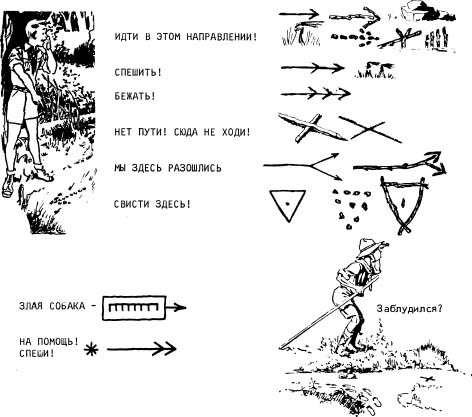 ИДТИ В ЭТОМ НАПРАВЛЕНИИ!
СПЕШИТЬ!
БЕЖАТЬ!
НЕТ ПУТИ! СЮДА НЕ ХОДИ!
МЫ ЗДЕСЬ РАЗОШЛИСЬ
СВИСТИ ЗДЕСЬ!
Заблудился?
ЗЛАЯ СОБАКА -
НА ПОМОЩЬ!
СПЕШИ!